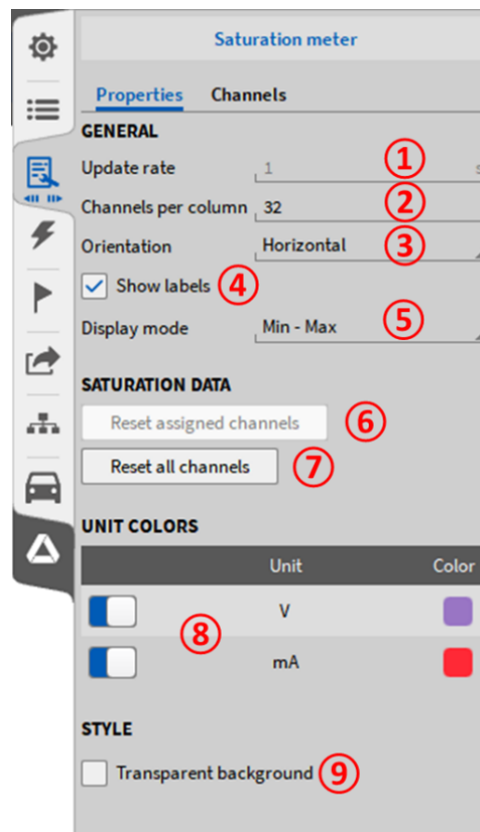 Saturation meter
Properties Channels
GENERAL
Update rate 1 ① s
Channels per column 32 ②
Orientation Horizontal ③
Show labels ④
Display mode Min - Max ⑤
SATURATION DATA
Reset assigned channels ⑥
Reset all channels ⑦
UNIT COLORS
Unit Color
V
⑧
mA
STYLE
Transparent background ⑨